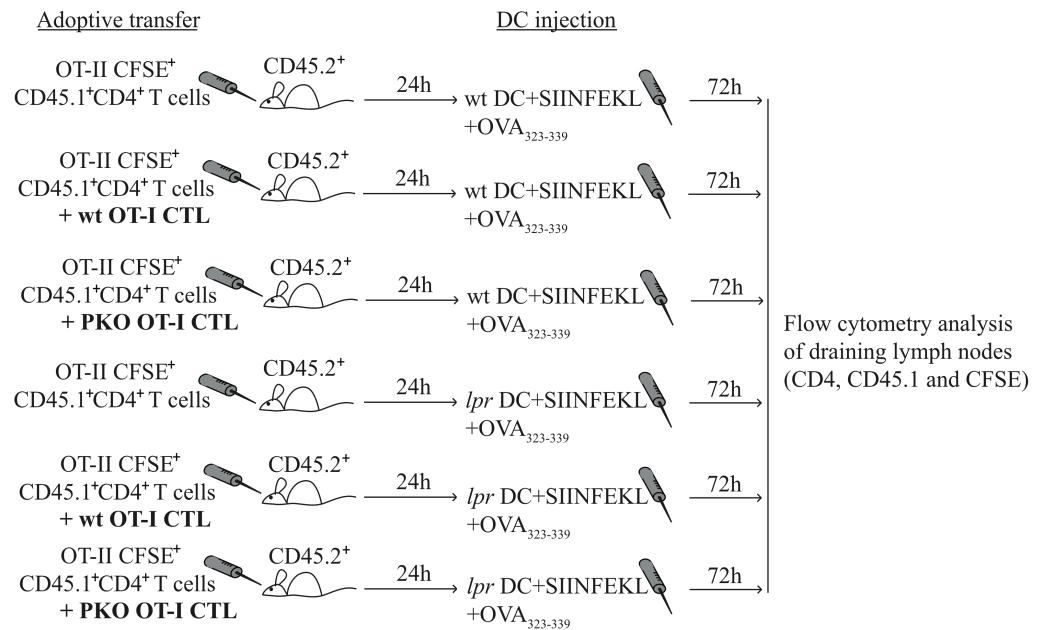 Adoptive transfer
DC injection
OT-II CFSE⁺
CD45.1⁺CD4⁺ T cells
CD45.2⁺
24h
wt DC+SIINFEKL
+OVA₃₂₃₋₃₃₉
72h
OT-II CFSE⁺
CD45.1⁺CD4⁺ T cells
+ wt OT-I CTL
CD45.2⁺
24h
wt DC+SIINFEKL
+OVA₃₂₃₋₃₃₉
72h
OT-II CFSE⁺
CD45.1⁺CD4⁺ T cells
+ PKO OT-I CTL
CD45.2⁺
24h
wt DC+SIINFEKL
+OVA₃₂₃₋₃₃₉
72h
OT-II CFSE⁺
CD45.1⁺CD4⁺ T cells
CD45.2⁺
24h
lpr DC+SIINFEKL
+OVA₃₂₃₋₃₃₉
72h
OT-II CFSE⁺
CD45.1⁺CD4⁺ T cells
+ wt OT-I CTL
CD45.2⁺
24h
lpr DC+SIINFEKL
+OVA₃₂₃₋₃₃₉
72h
OT-II CFSE⁺
CD45.1⁺CD4⁺ T cells
+ PKO OT-I CTL
CD45.2⁺
24h
lpr DC+SIINFEKL
+OVA₃₂₃₋₃₃₉
72h
Flow cytometry analysis
of draining lymph nodes
(CD4, CD45.1 and CFSE)